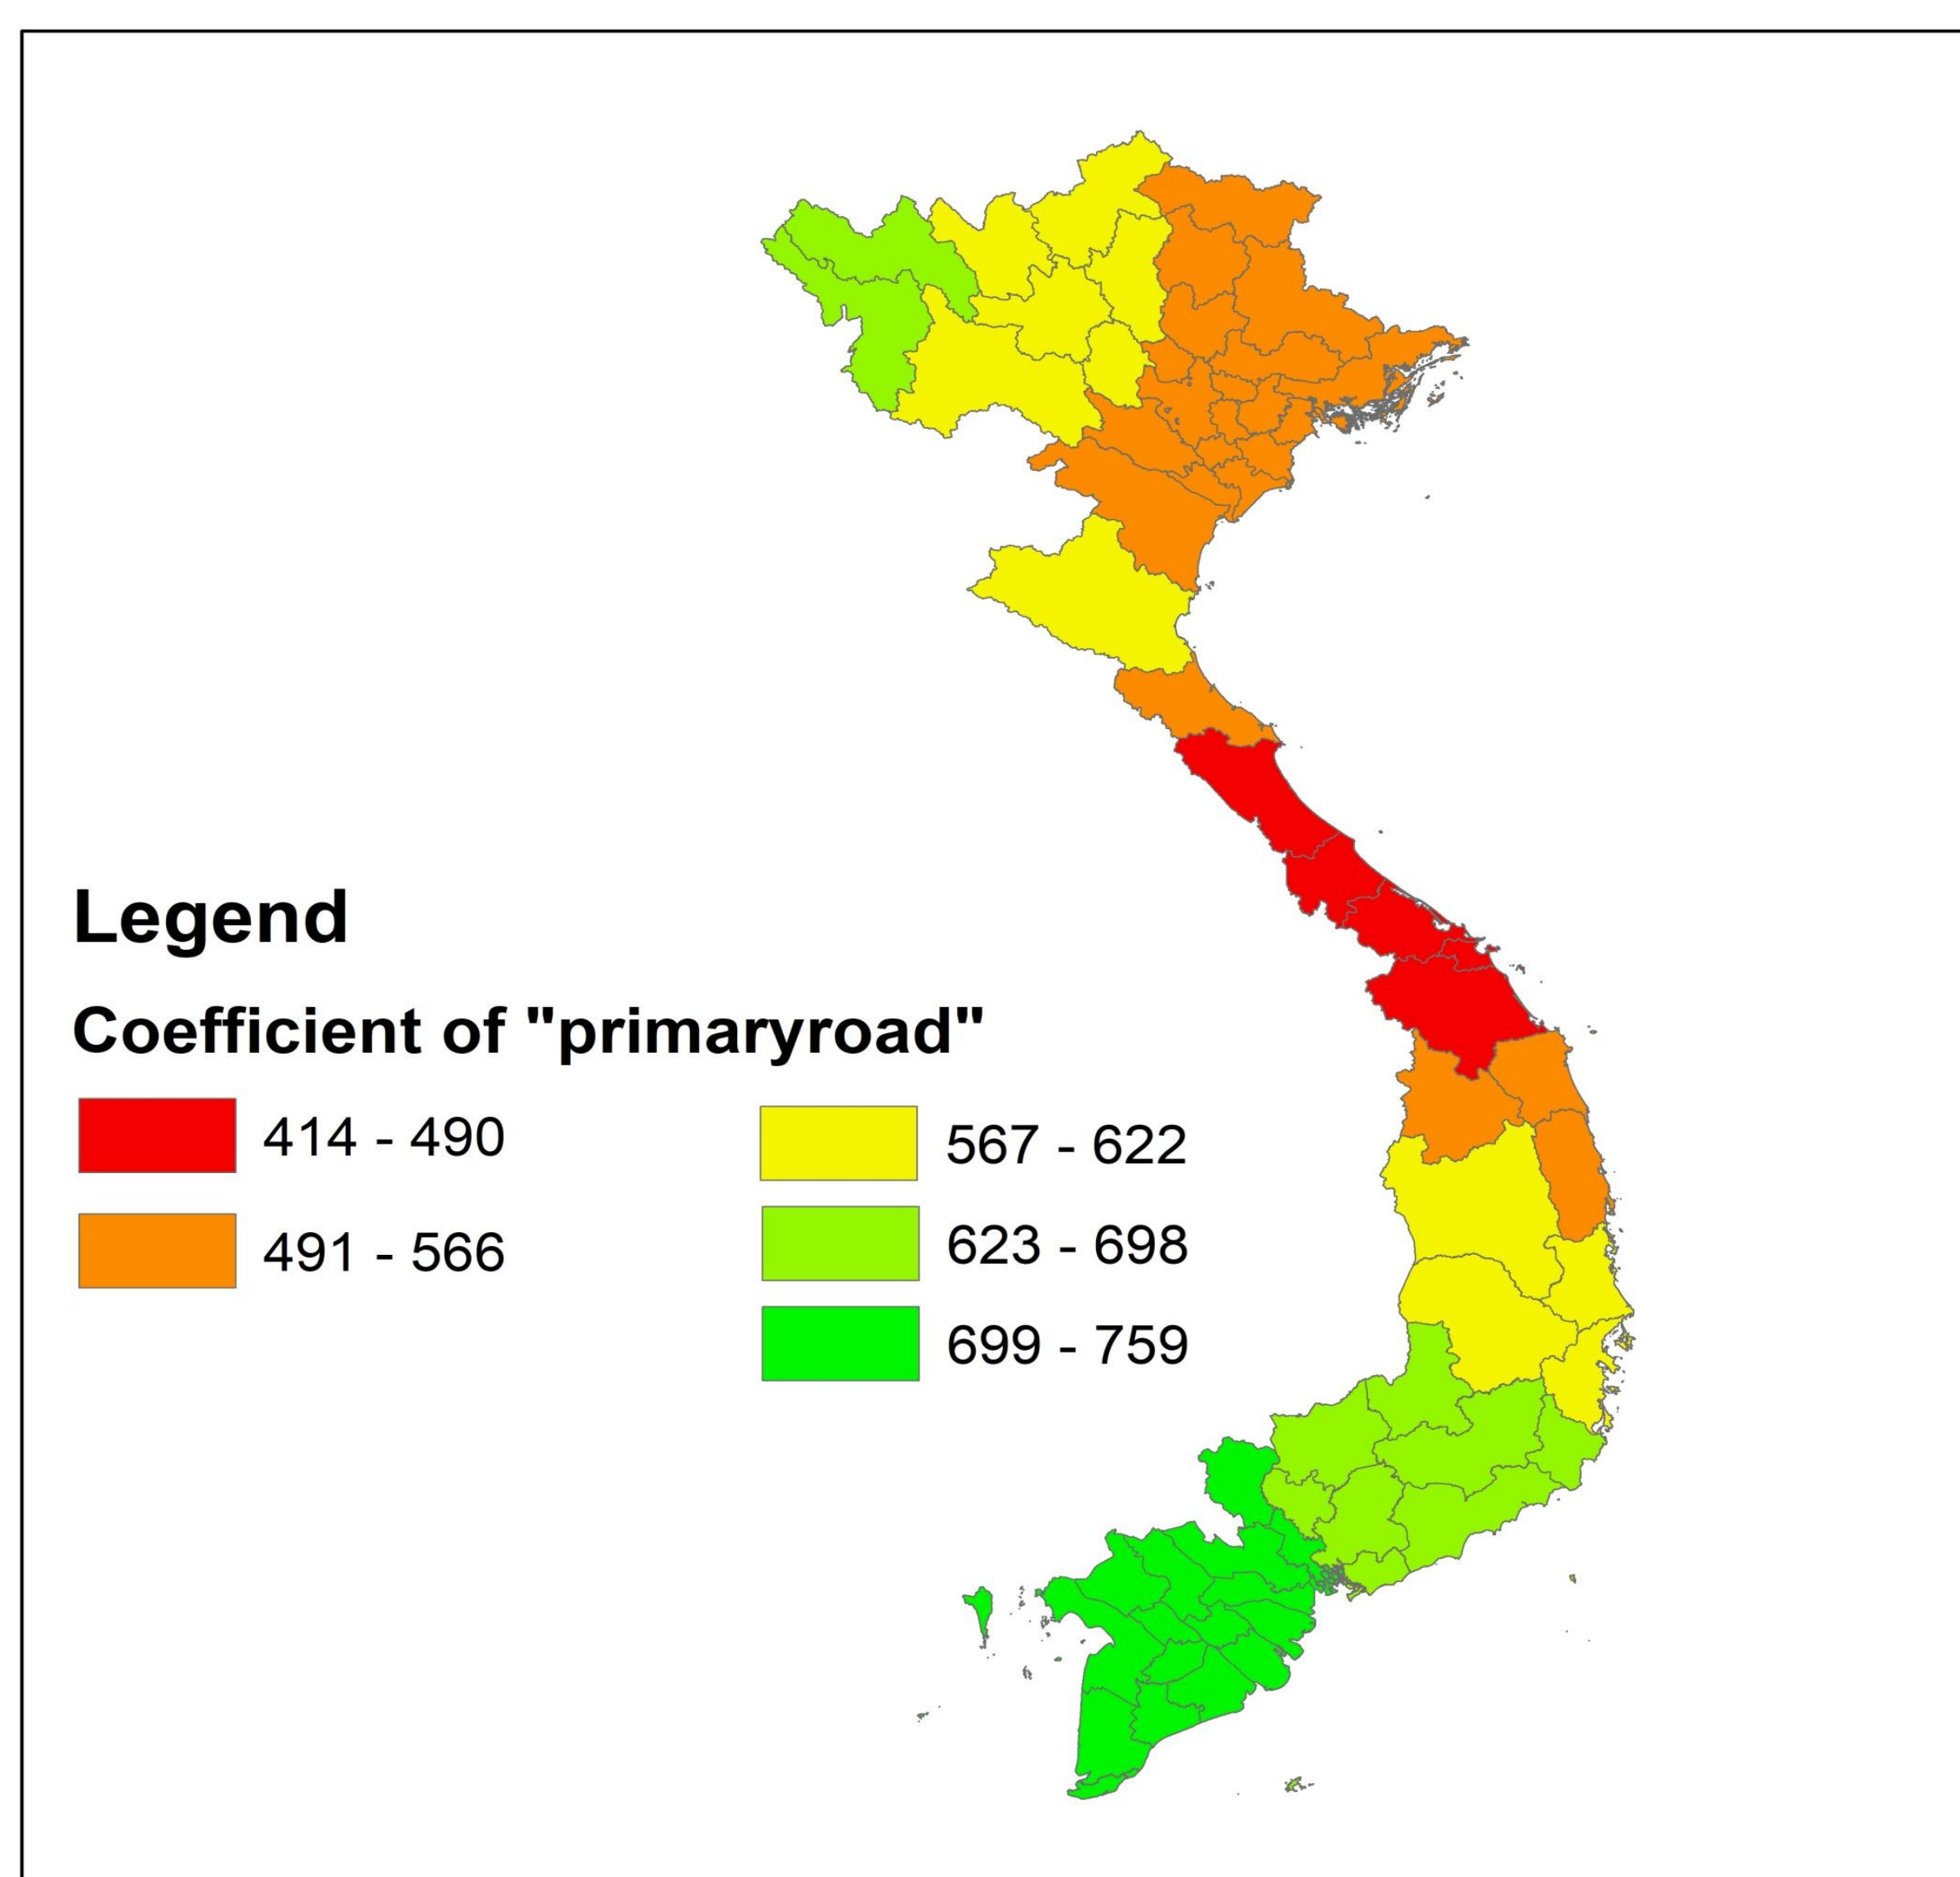 Legend
Coefficient of "primaryroad"
414 - 490
491 - 566
567 - 622
623 - 698
699 - 759